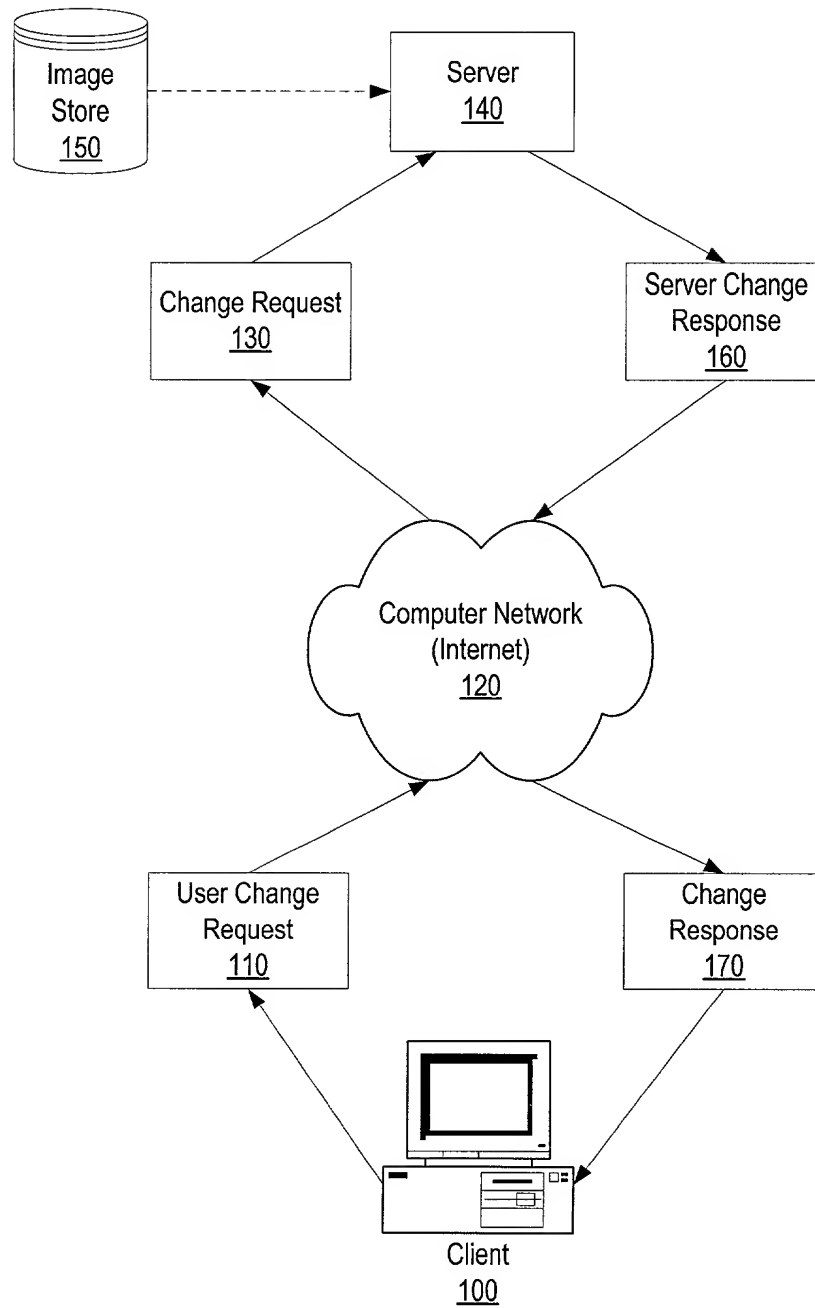 Image
Store
150
Server
140
Change Request
130
Server Change
Response
160
Computer Network
(Internet)
120
User Change
Request
110
Change
Response
170
Client
100